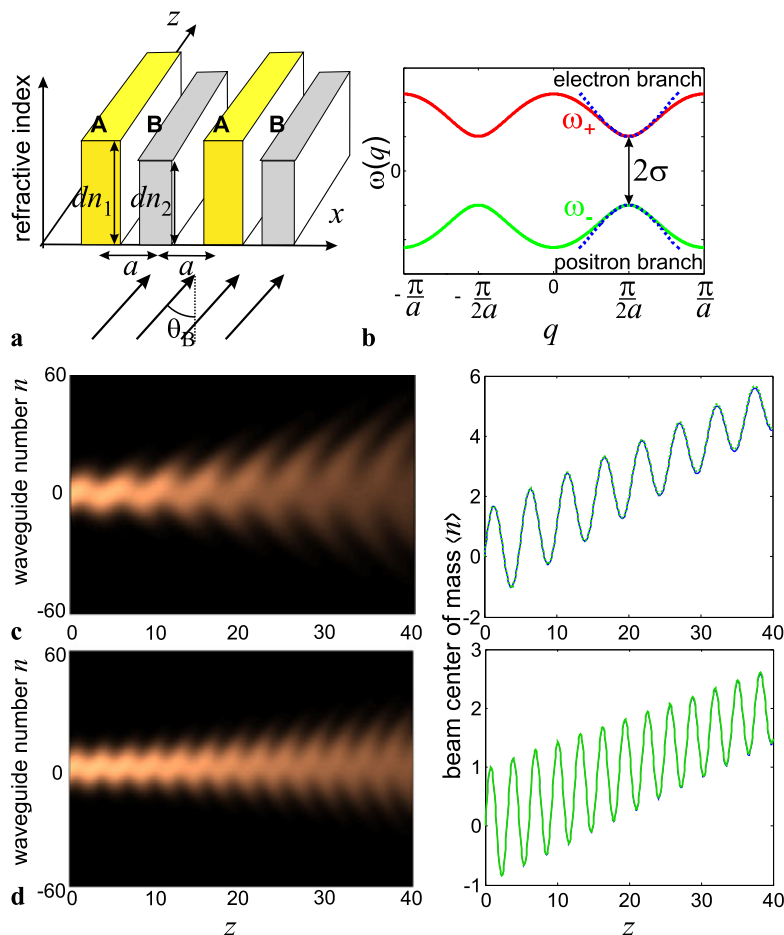 z
refractive index
A
B
A
B
dn₁
dn₂
x
a
a
θ_B
a
electron branch
ω₊
ω(q)
0
2σ
ω₋
positron branch
-π/a
-π/2a
0
π/2a
π/a
q
b
60
waveguide number n
0
-60
0 10 20 30 40
c
6
4
2
0
-2
0 10 20 30 40
beam center of mass ⟨n⟩
60
waveguide number n
0
-60
0 10 20 30 40
z
d
3
2
1
0
-1
0 10 20 30 40
z